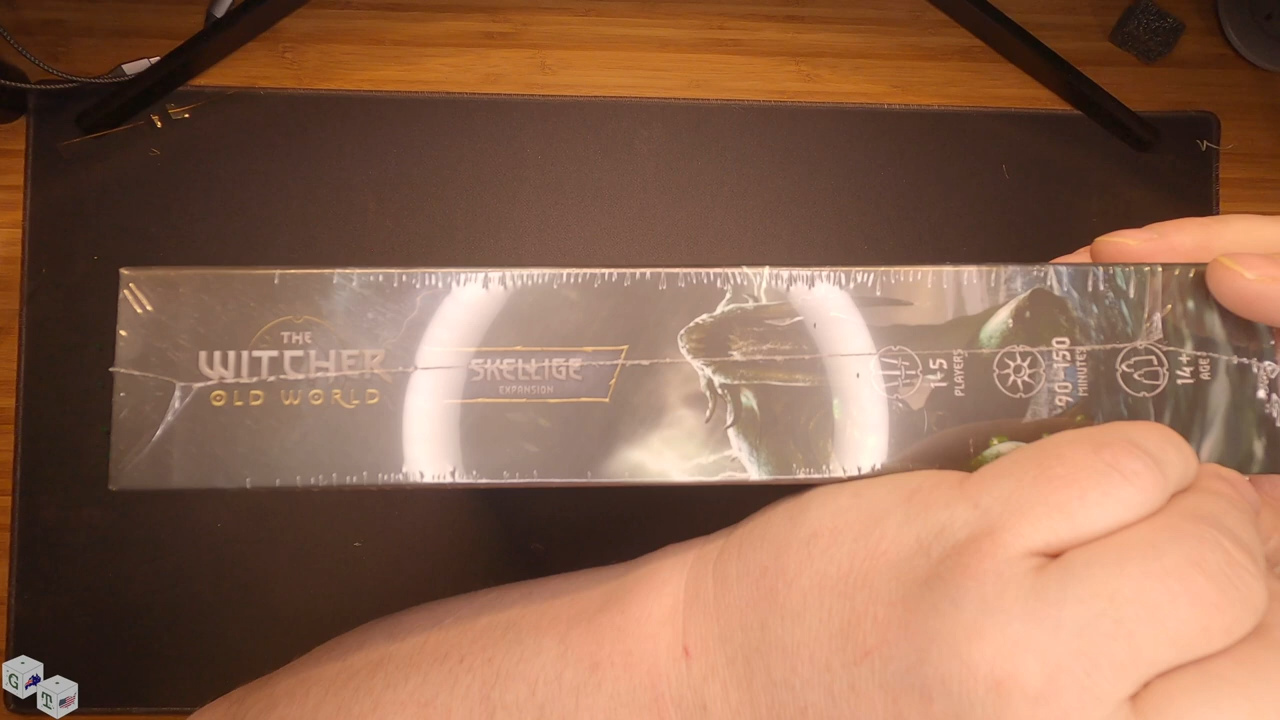 THE
WITCHER
OLD WORLD
SKELLIGE
EXPANSION
1-5
PLAYERS
90-150
MINUTES
14+
AGE
G
T